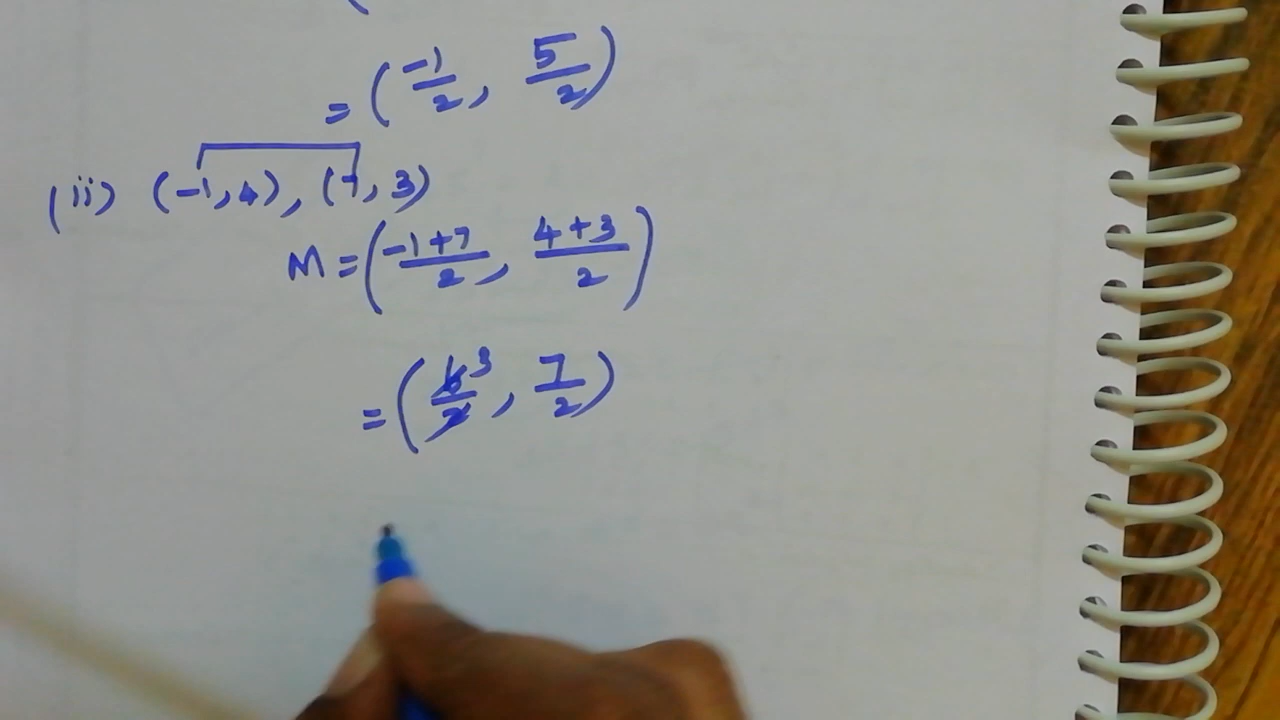 = (-1/2, 5/2)
(ii) (-1, 4), (7, 3)
M = (-1+7/2, 4+3/2)
= (6/2 3, 7/2)